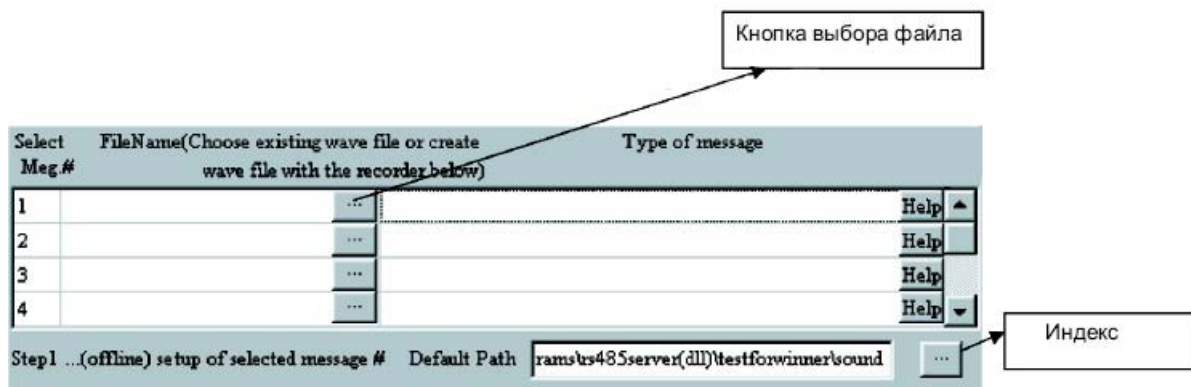 Кнопка выбора файла
Select FileName(Choose existing wave file or create Type of message
Meg.# wave file with the recorder below)
1 ... Help
2 ... Help
3 ... Help
4 ... Help
Step1 ...(offline) setup of selected message # Default Path rams\rs485server(dll)\testforwinner\sound ...
Индекс